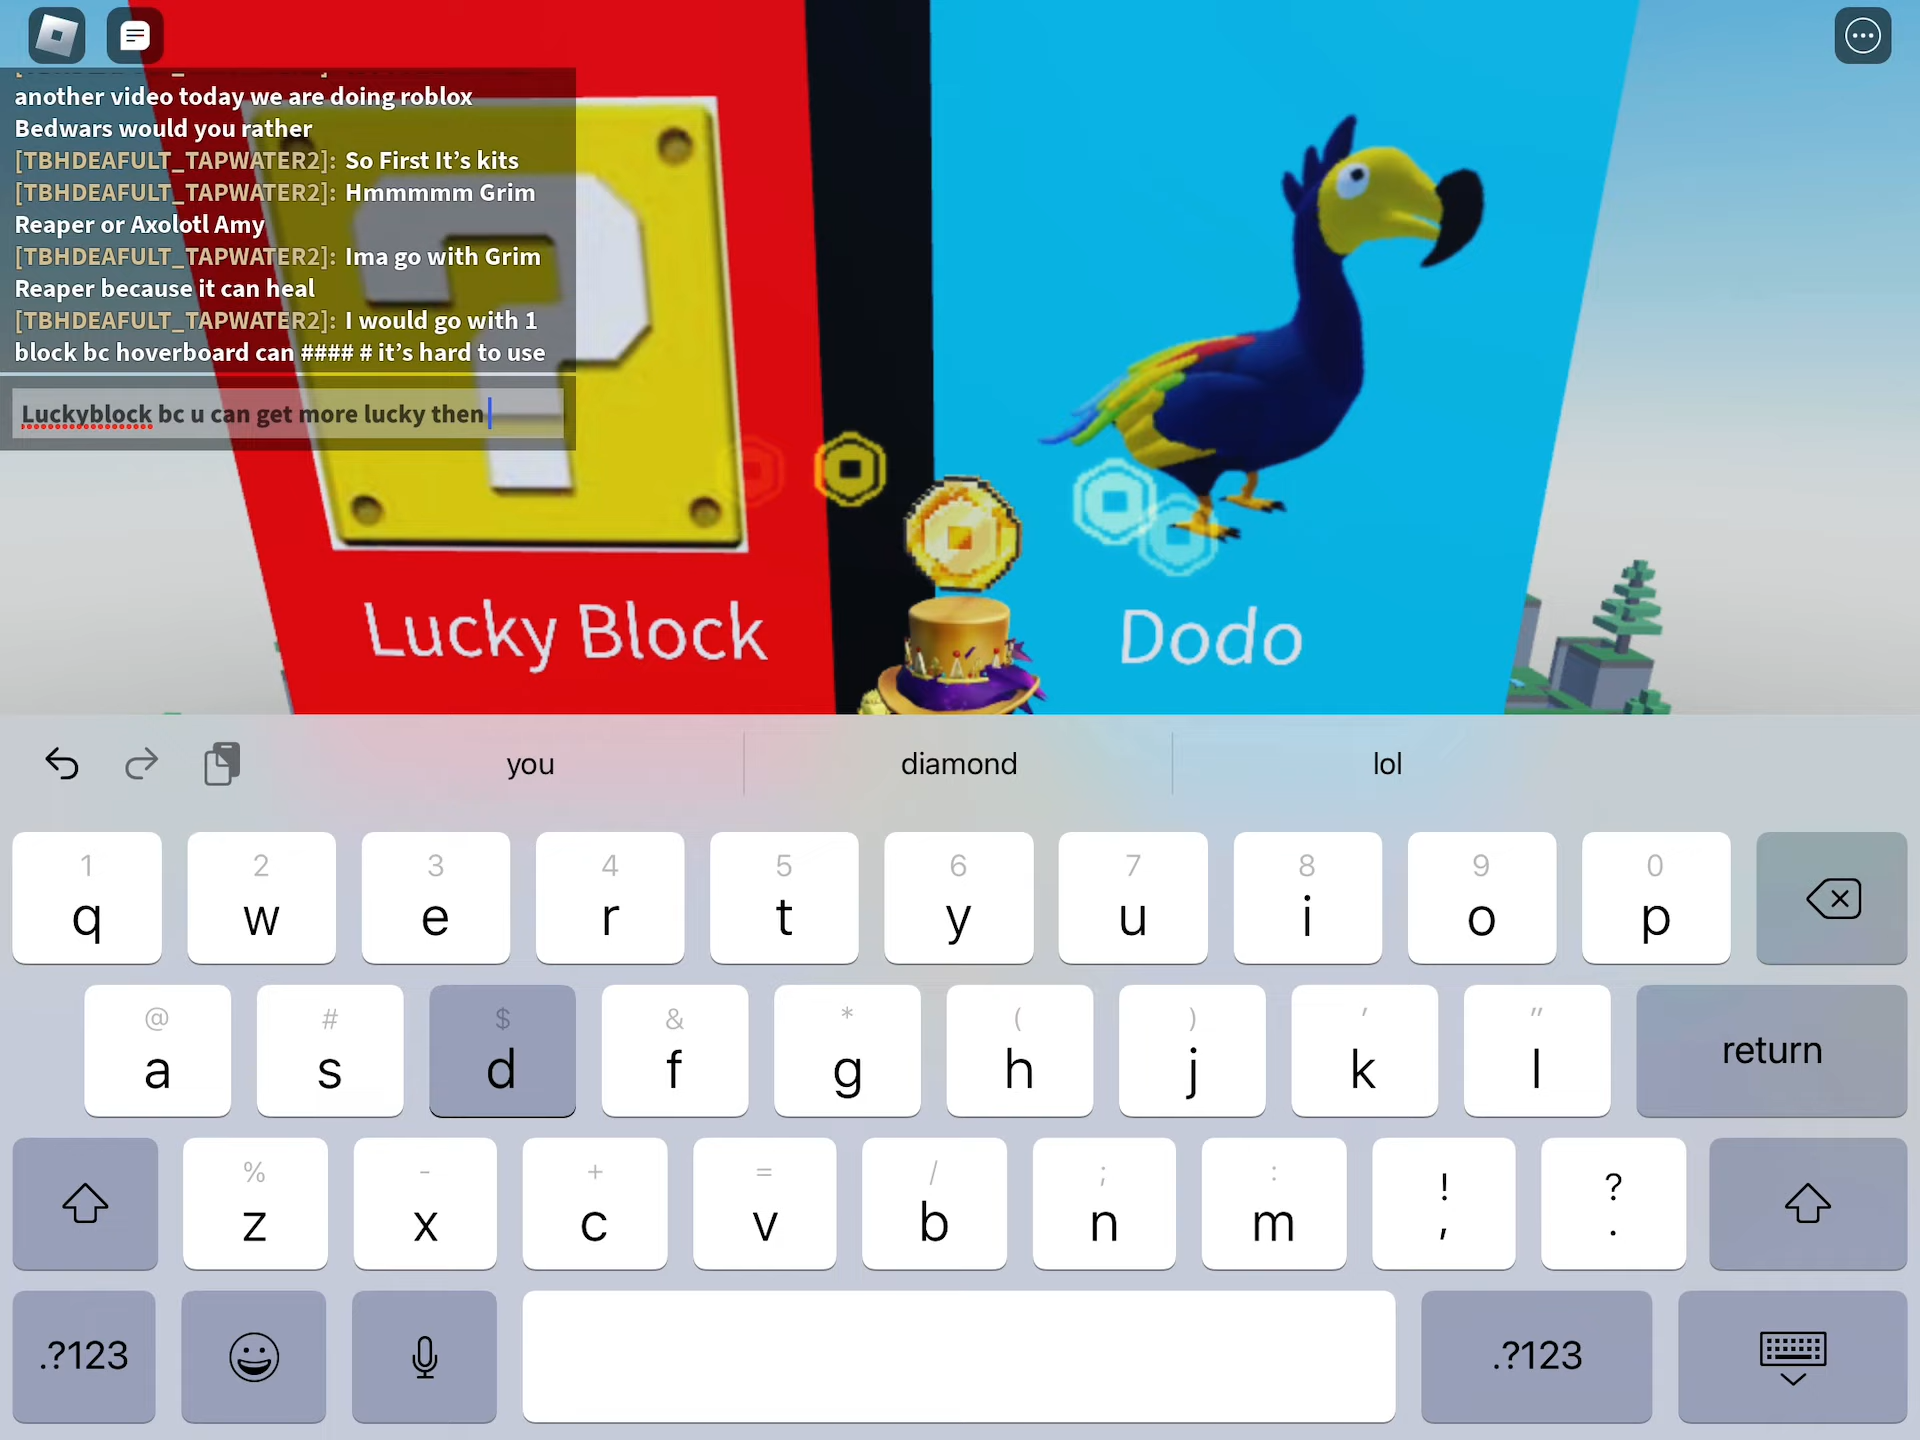 another video today we are doing roblox
Bedwars would you rather
[TBHDEAFULT_TAPWATER2]: So First It’s kits
[TBHDEAFULT_TAPWATER2]: Hmmmmm Grim
Reaper or Axolotl Amy
[TBHDEAFULT_TAPWATER2]: Ima go with Grim
Reaper because it can heal
[TBHDEAFULT_TAPWATER2]: I would go with 1
block bc hoverboard can #### # it’s hard to use
Luckyblock bc u can get more lucky then
Lucky Block
Dodo
you diamond lol
1 2 3 4 5 6 7 8 9 0
q w e r t y u i o p
@ # $ & * ( ) ′ ″
a s d f g h j k l return
% - + = / ; : ! ?
z x c v b n m , .
.?123 .?123